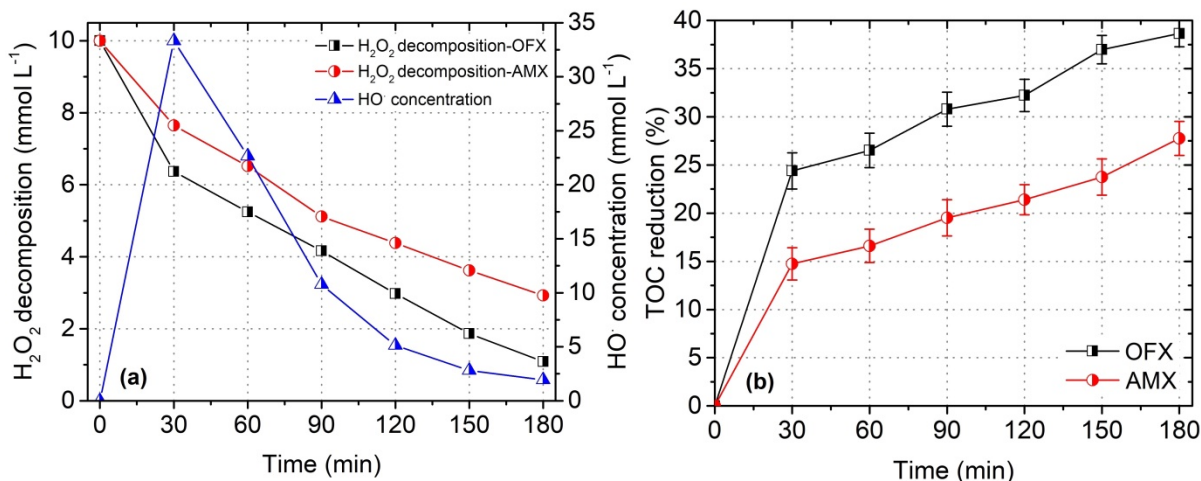 H₂O₂ decomposition (mmol L⁻¹)
10
8
6
4
2
0
H₂O₂ decomposition-OFX
H₂O₂ decomposition-AMX
HO· concentration
(a)
35
30
25
20
15
10
5
0
HO· concentration (mmol L⁻¹)
0 30 60 90 120 150 180
Time (min)
TOC reduction (%)
40
35
30
25
20
15
10
5
0
OFX
AMX
(b)
0 30 60 90 120 150 180
Time (min)